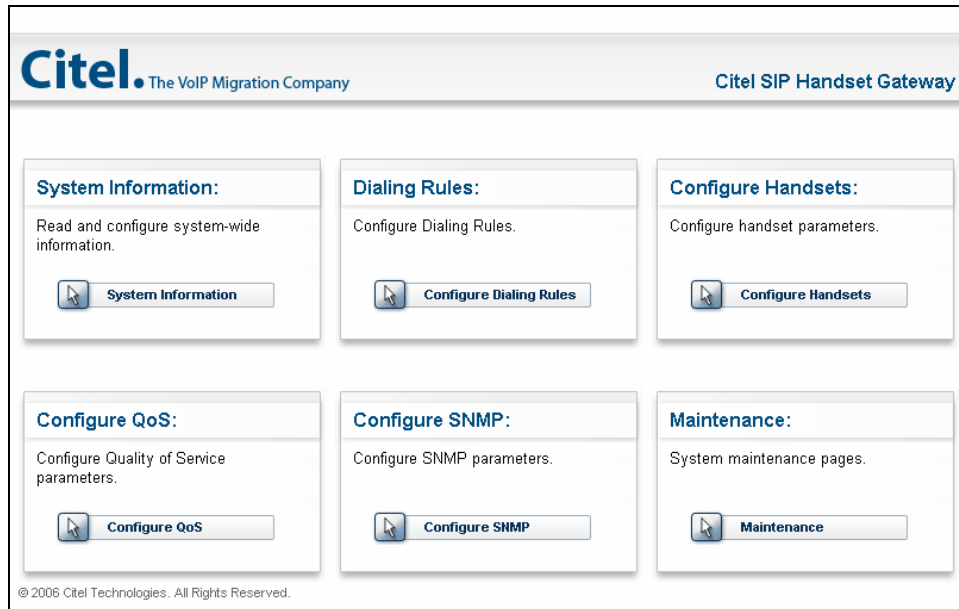 Citel. The VoIP Migration Company
Citel SIP Handset Gateway
System Information:
Read and configure system-wide
information.
System Information
Dialing Rules:
Configure Dialing Rules.
Configure Dialing Rules
Configure Handsets:
Configure handset parameters.
Configure Handsets
Configure QoS:
Configure Quality of Service
parameters.
Configure QoS
Configure SNMP:
Configure SNMP parameters.
Configure SNMP
Maintenance:
System maintenance pages.
Maintenance
© 2006 Citel Technologies. All Rights Reserved.